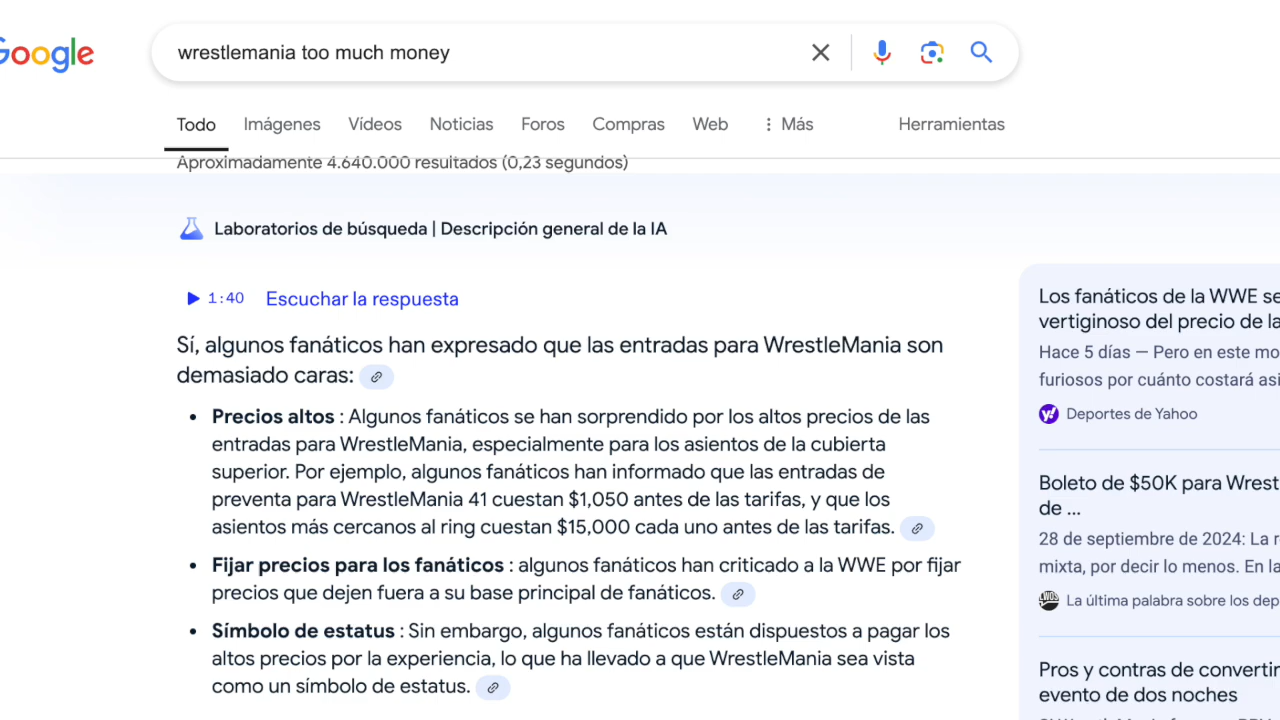 Google
wrestlemania too much money
Todo Imágenes Vídeos Noticias Foros Compras Web Más Herramientas
Aproximadamente 4.640.000 resultados (0,23 segundos)
Laboratorios de búsqueda | Descripción general de la IA
1:40 Escuchar la respuesta
Sí, algunos fanáticos han expresado que las entradas para WrestleMania son
demasiado caras:
• Precios altos : Algunos fanáticos se han sorprendido por los altos precios de las
entradas para WrestleMania, especialmente para los asientos de la cubierta
superior. Por ejemplo, algunos fanáticos han informado que las entradas de
preventa para WrestleMania 41 cuestan $1,050 antes de las tarifas, y que los
asientos más cercanos al ring cuestan $15,000 cada uno antes de las tarifas.
• Fijar precios para los fanáticos : algunos fanáticos han criticado a la WWE por fijar
precios que dejen fuera a su base principal de fanáticos.
• Símbolo de estatus : Sin embargo, algunos fanáticos están dispuestos a pagar los
altos precios por la experiencia, lo que ha llevado a que WrestleMania sea vista
como un símbolo de estatus.
Los fanáticos de la WWE se
vertiginoso del precio de la
Hace 5 días — Pero en este mo
furiosos por cuánto costará asi
Deportes de Yahoo
Boleto de $50K para Wrest
de ...
28 de septiembre de 2024: La r
mixta, por decir lo menos. En la
La última palabra sobre los dep
Pros y contras de convertir
evento de dos noches